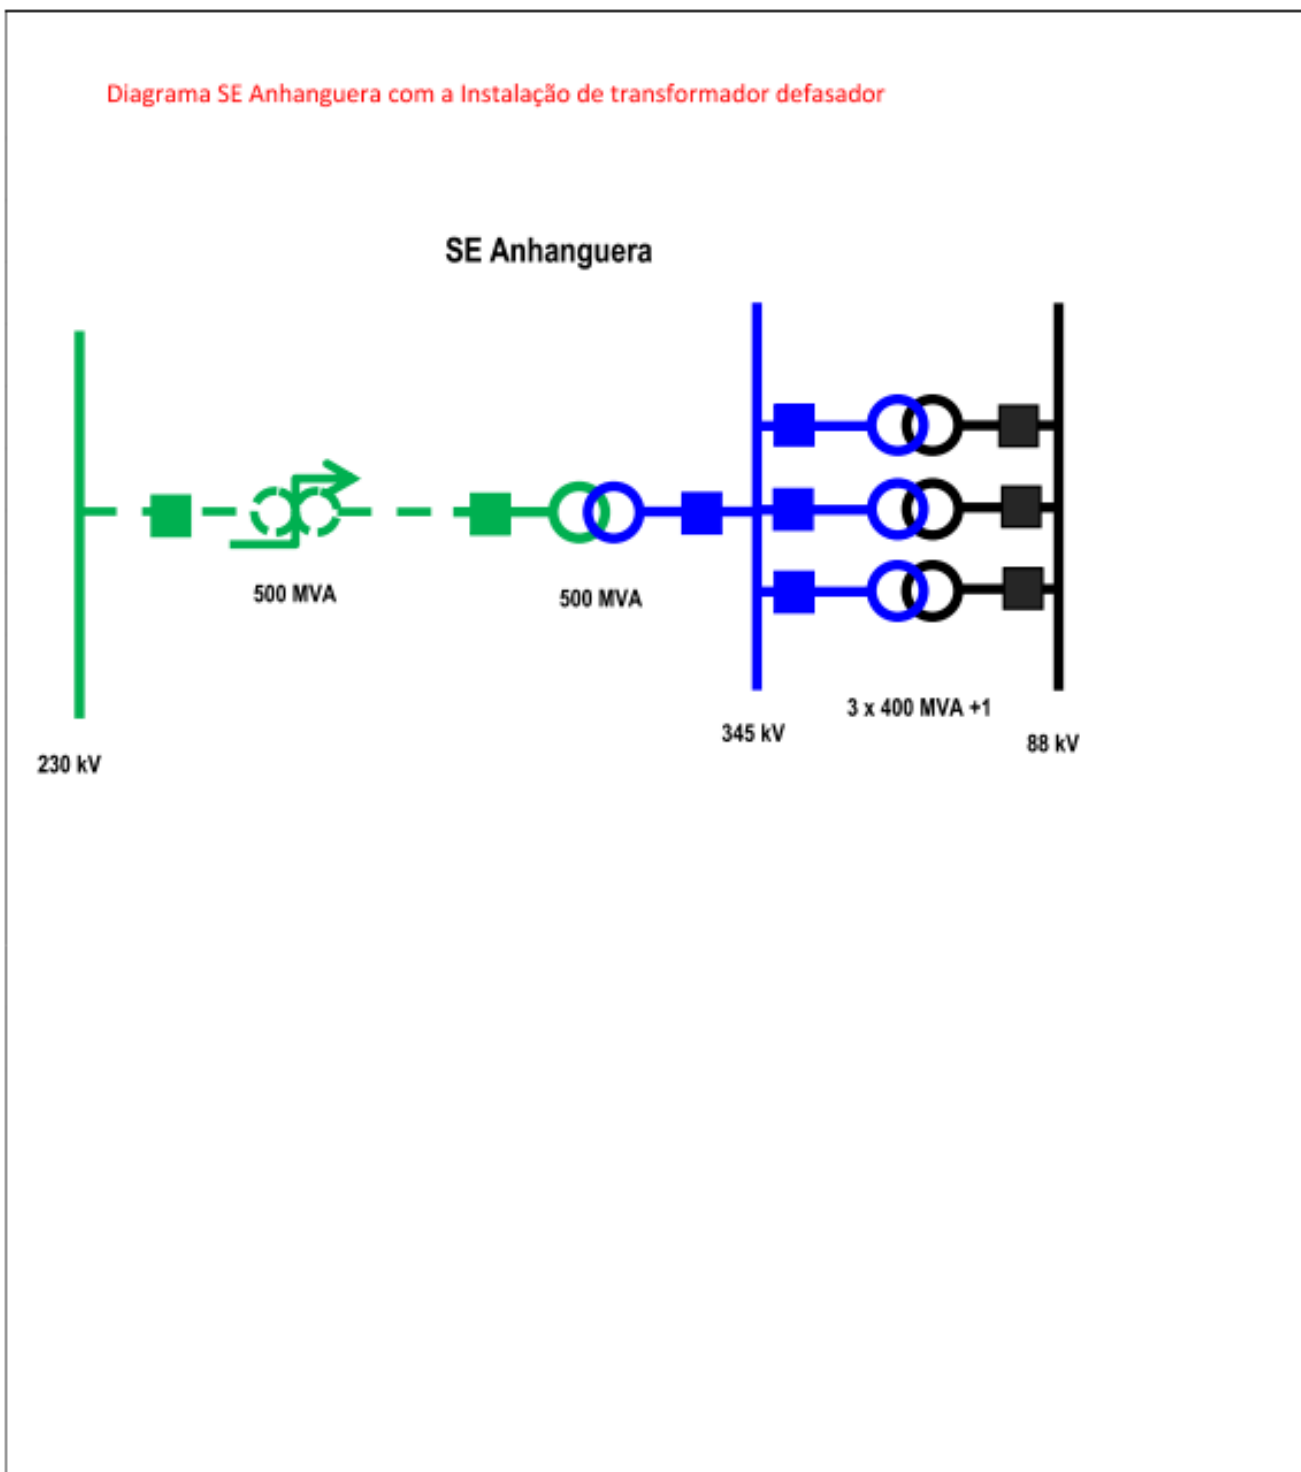 Diagrama SE Anhanguera com a Instalação de transformador defasador
SE Anhanguera
500 MVA
500 MVA
3 x 400 MVA +1
345 kV
88 kV
230 kV